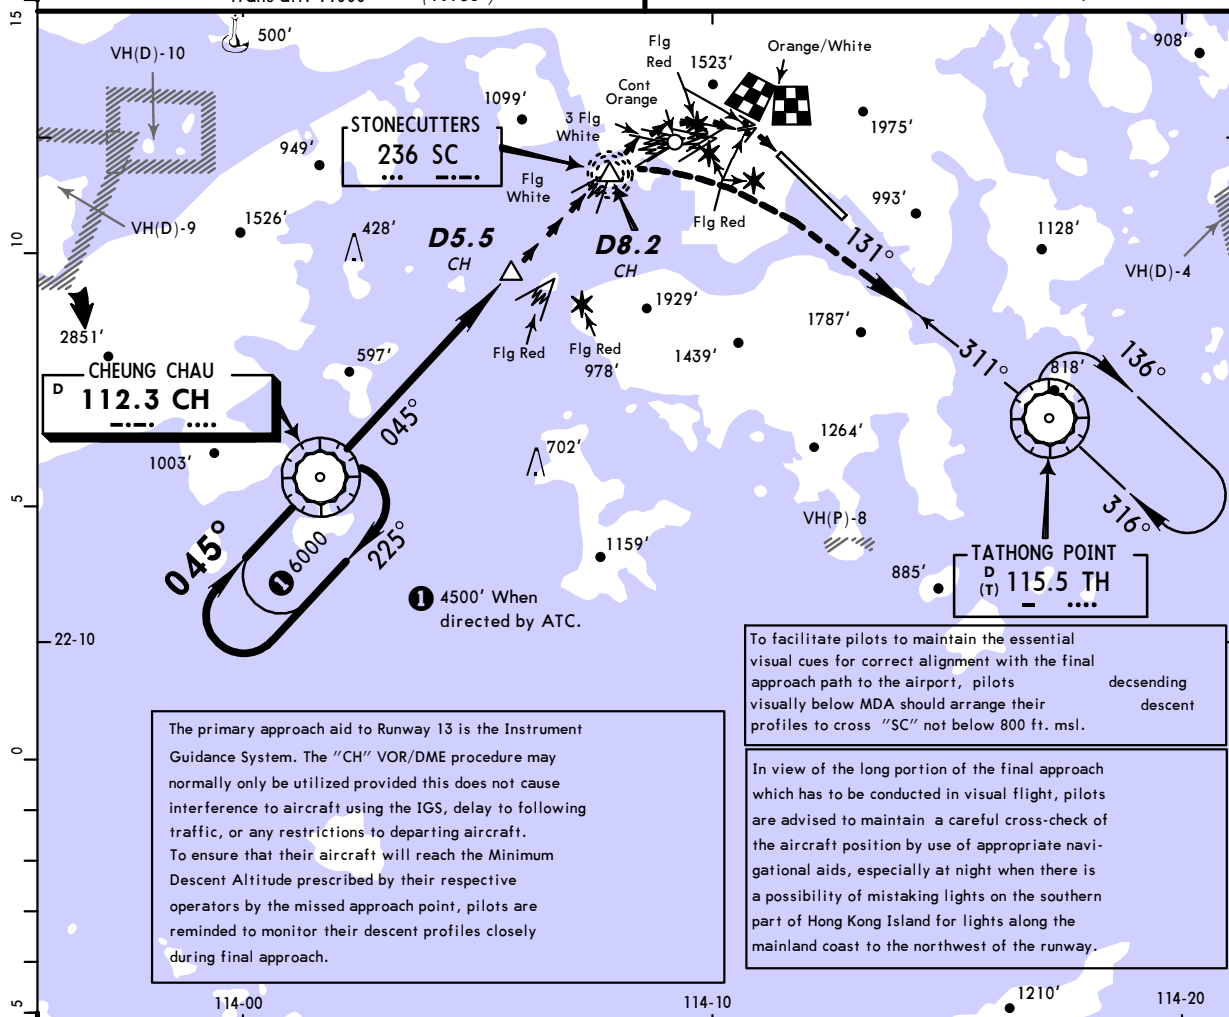 15
500'
VH(D)-10
VH(D)-9
949'
1526'
428'
1099'
STONECUTTERS
236 SC
3 Flg
White
Flg
White
Cont
Orange
Flg
Red
1523'
Orange/White
908'
1975'
993'
1128'
VH(D)-4
Flg Red
D5.5
CH
D8.2
CH
131°
10
2851'
CHEUNG CHAU
D 112.3 CH
597'
1003'
045°
Flg Red
Flg Red
978'
1929'
1439'
1787'
311°
818'
136°
316°
1264'
702'
VH(P)-8
1159'
885'
TATHONG POINT
D
(T) 115.5 TH
5
045°
1 6000
225°
1 4500' When
directed by ATC.
22-10
To facilitate pilots to maintain the essential
visual cues for correct alignment with the final
approach path to the airport, pilots decsending
visually below MDA should arrange their descent
profiles to cross "SC" not below 800 ft. msl.
The primary approach aid to Runway 13 is the Instrument
Guidance System. The "CH" VOR/DME procedure may
normally only be utilized provided this does not cause
interference to aircraft using the IGS, delay to following
traffic, or any restrictions to departing aircraft.
To ensure that their aircraft will reach the Minimum
Descent Altitude prescribed by their respective
operators by the missed approach point, pilots are
reminded to monitor their descent profiles closely
during final approach.
In view of the long portion of the final approach
which has to be conducted in visual flight, pilots
are advised to maintain a careful cross-check of
the aircraft position by use of appropriate navi-
gational aids, especially at night when there is
a possibility of mistaking lights on the southern
part of Hong Kong Island for lights along the
mainland coast to the northwest of the runway.
0
5
114-00
114-10
1210'
114-20